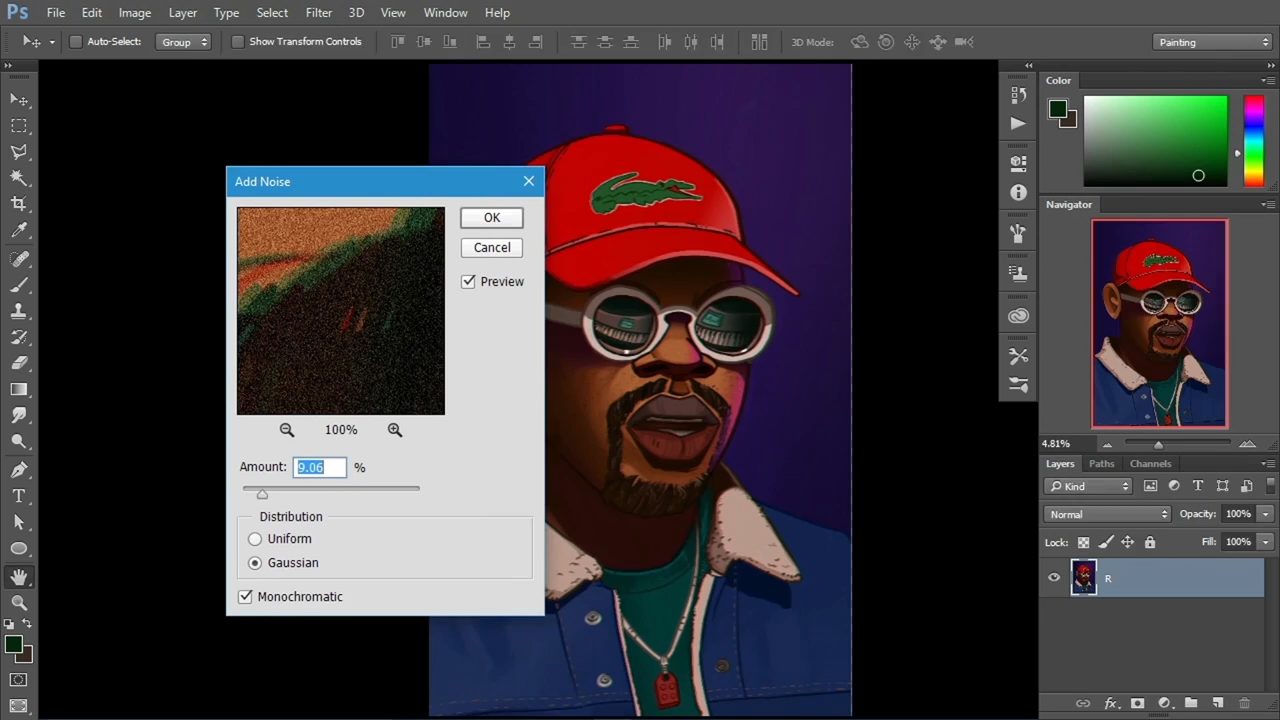 Ps File Edit Image Layer Type Select Filter 3D View Window Help
Auto-Select: Group Show Transform Controls 3D Mode: Painting
Color
Add Noise
OK
Cancel
Preview
Navigator
100%
4.81%
Amount: 9.06 %
Layers Paths Channels
Kind
Distribution
Normal Opacity: 100%
Uniform
Lock: Fill: 100%
Gaussian
R
Monochromatic